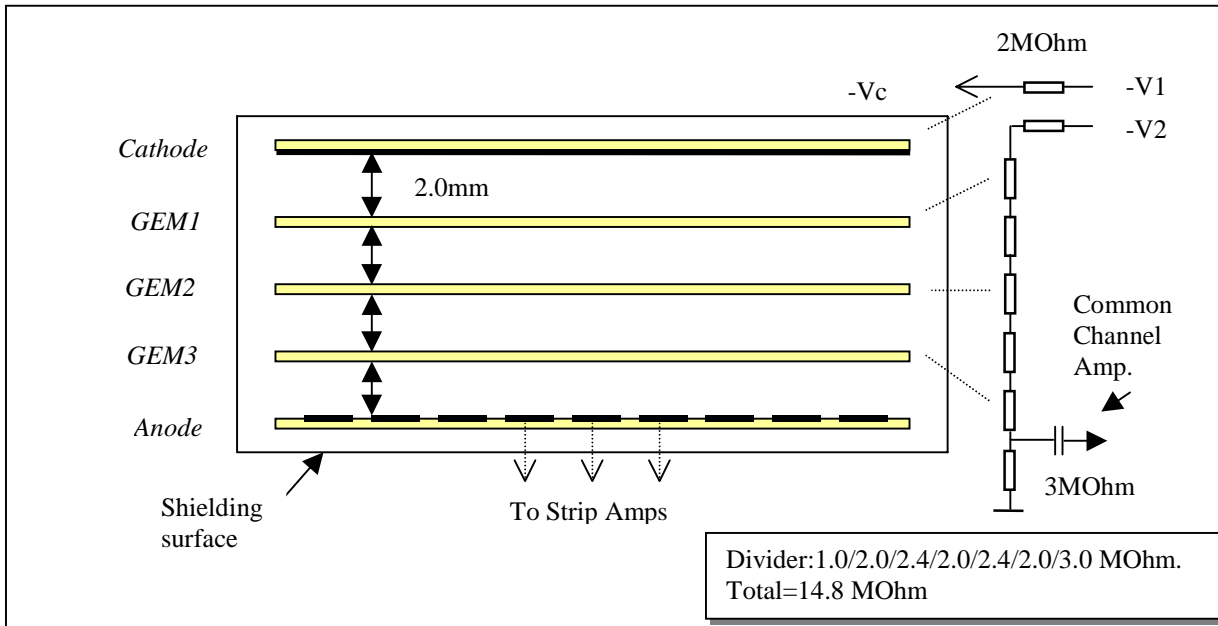 2MOhm
-Vc
-V1
-V2
Cathode
2.0mm
GEM1
GEM2
GEM3
Anode
Common
Channel
Amp.
Shielding
surface
To Strip Amps
3MOhm
Divider:1.0/2.0/2.4/2.0/2.4/2.0/3.0 MOhm.
Total=14.8 MOhm